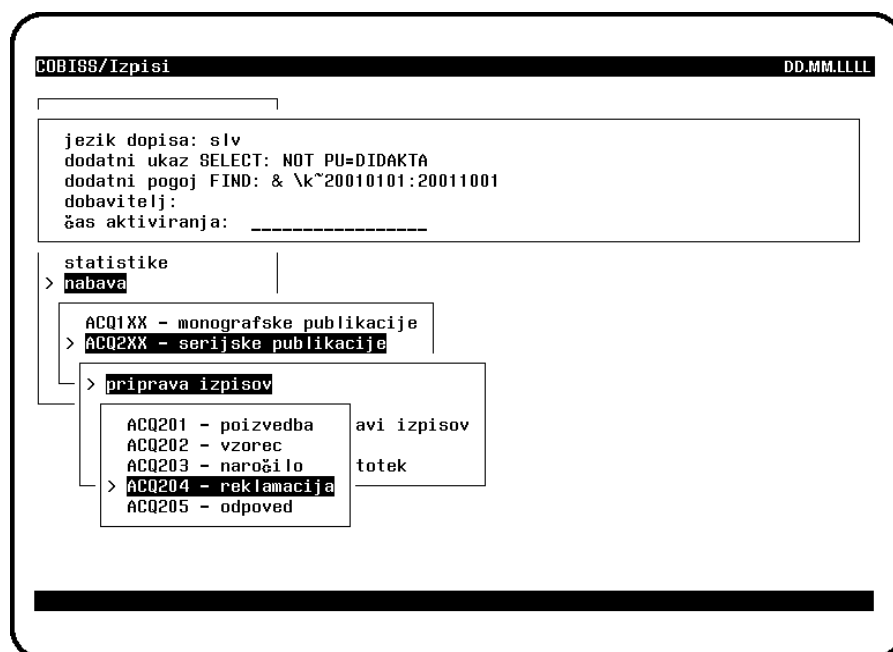 COBISS/Izpisi DD.MM.LLLL
jezik dopisa: slv
dodatni ukaz SELECT: NOT PU=DIDAKTA
dodatni pogoj FIND: & \k~20010101:20011001
dobavitelj:
čas aktiviranja: _________________
statistike
> nabava
ACQ1XX – monografske publikacije
> ACQ2XX – serijske publikacije
> priprava izpisov
ACQ201 – poizvedba avi izpisov
ACQ202 – vzorec
ACQ203 – naročilo totek
> ACQ204 – reklamacija
ACQ205 – odpoved